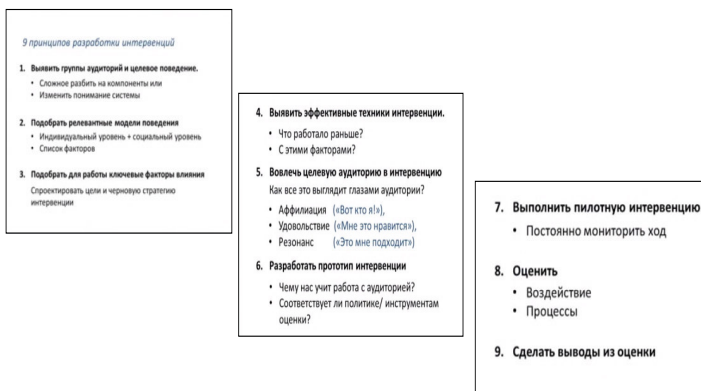 9 принципов разработки интервенций
1. Выявить группы аудиторий и целевое поведение.
• Сложное разбить на компоненты или
• Изменить понимание системы
2. Подобрать релевантные модели поведения
• Индивидуальный уровень + социальный уровень
• Список факторов
3. Подобрать для работы ключевые факторы влияния
Спроектировать цели и черновую стратегию
интервенции
4. Выявить эффективные техники интервенции.
• Что работало раньше?
• С этими факторами?
5. Вовлечь целевую аудиторию в интервенцию
Как все это выглядит глазами аудитории?
• Аффилиация («Вот кто я!»),
• Удовольствие («Мне это нравится»),
• Резонанс («Это мне подходит»)
6. Разработать прототип интервенции
• Чему нас учит работа с аудиторией?
• Соответствует ли политике/ инструментам
оценки?
7. Выполнить пилотную интервенцию
• Постоянно мониторить ход
8. Оценить
• Воздействие
• Процессы
9. Сделать выводы из оценки